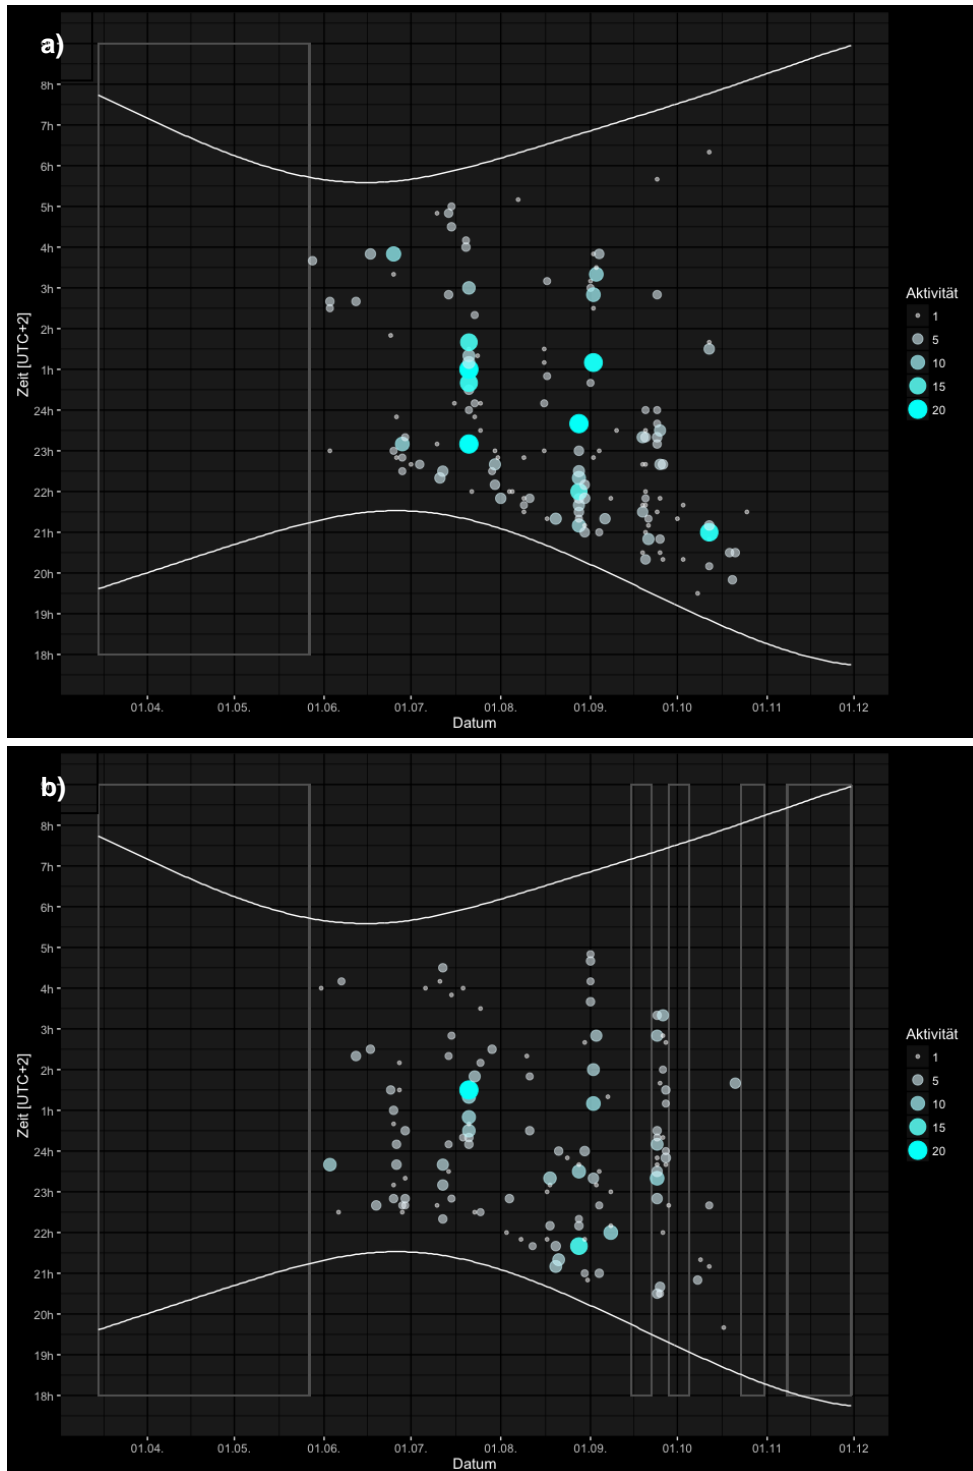 a)
8h
7h
6h
5h
4h
3h
2h
1h
24h
23h
22h
21h
20h
19h
18h
Zeit [UTC+2]
01.04. 01.05. 01.06. 01.07. 01.08. 01.09. 01.10 01.11 01.12
Datum
Aktivität
1
5
10
15
20
b)
8h
7h
6h
5h
4h
3h
2h
1h
24h
23h
22h
21h
20h
19h
18h
Zeit [UTC+2]
01.04. 01.05. 01.06. 01.07. 01.08. 01.09. 01.10 01.11 01.12
Datum
Aktivität
1
5
10
15
20